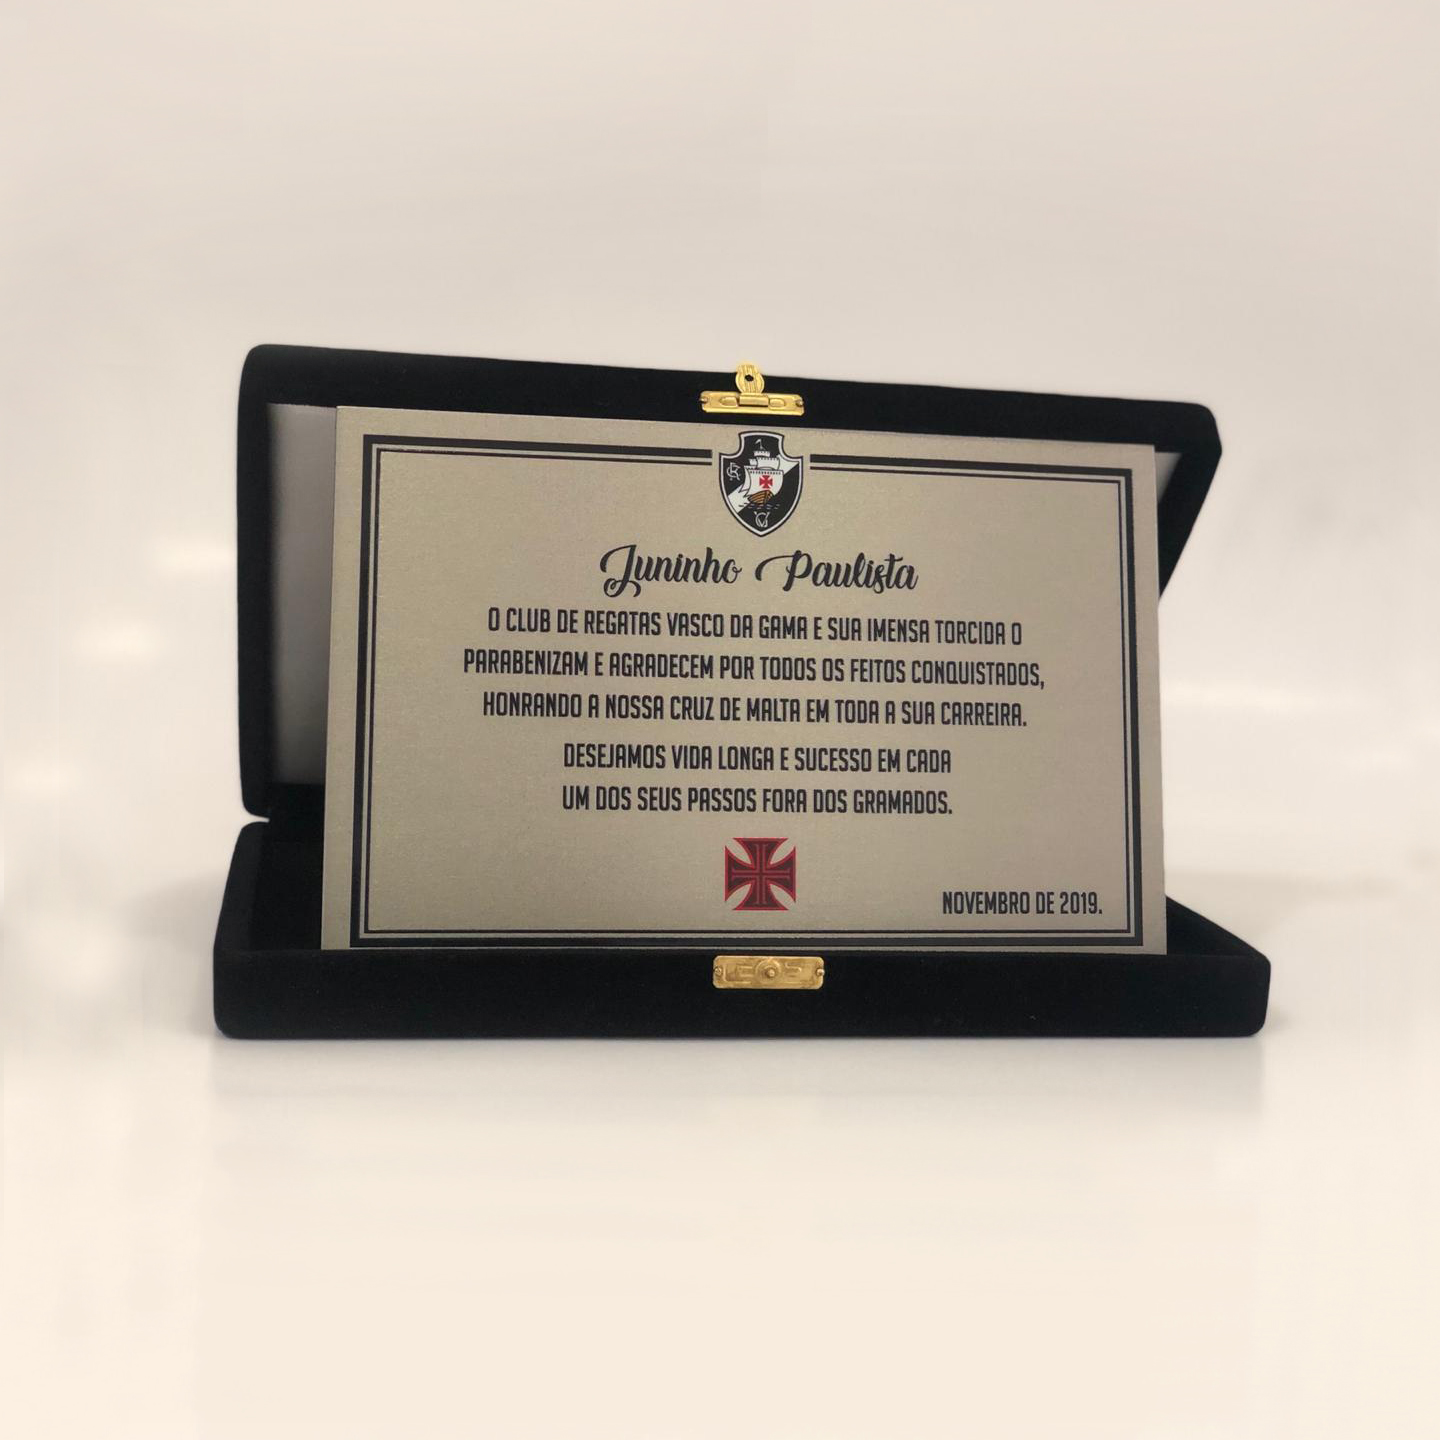 Juninho Paulista
O CLUB DE REGATAS VASCO DA GAMA E SUA IMENSA TORCIDA O
PARABENIZAM E AGRADECEM POR TODOS OS FEITOS CONQUISTADOS,
HONRANDO A NOSSA CRUZ DE MALTA EM TODA A SUA CARREIRA.
DESEJAMOS VIDA LONGA E SUCESSO EM CADA
UM DOS SEUS PASSOS FORA DOS GRAMADOS.
NOVEMBRO DE 2019.